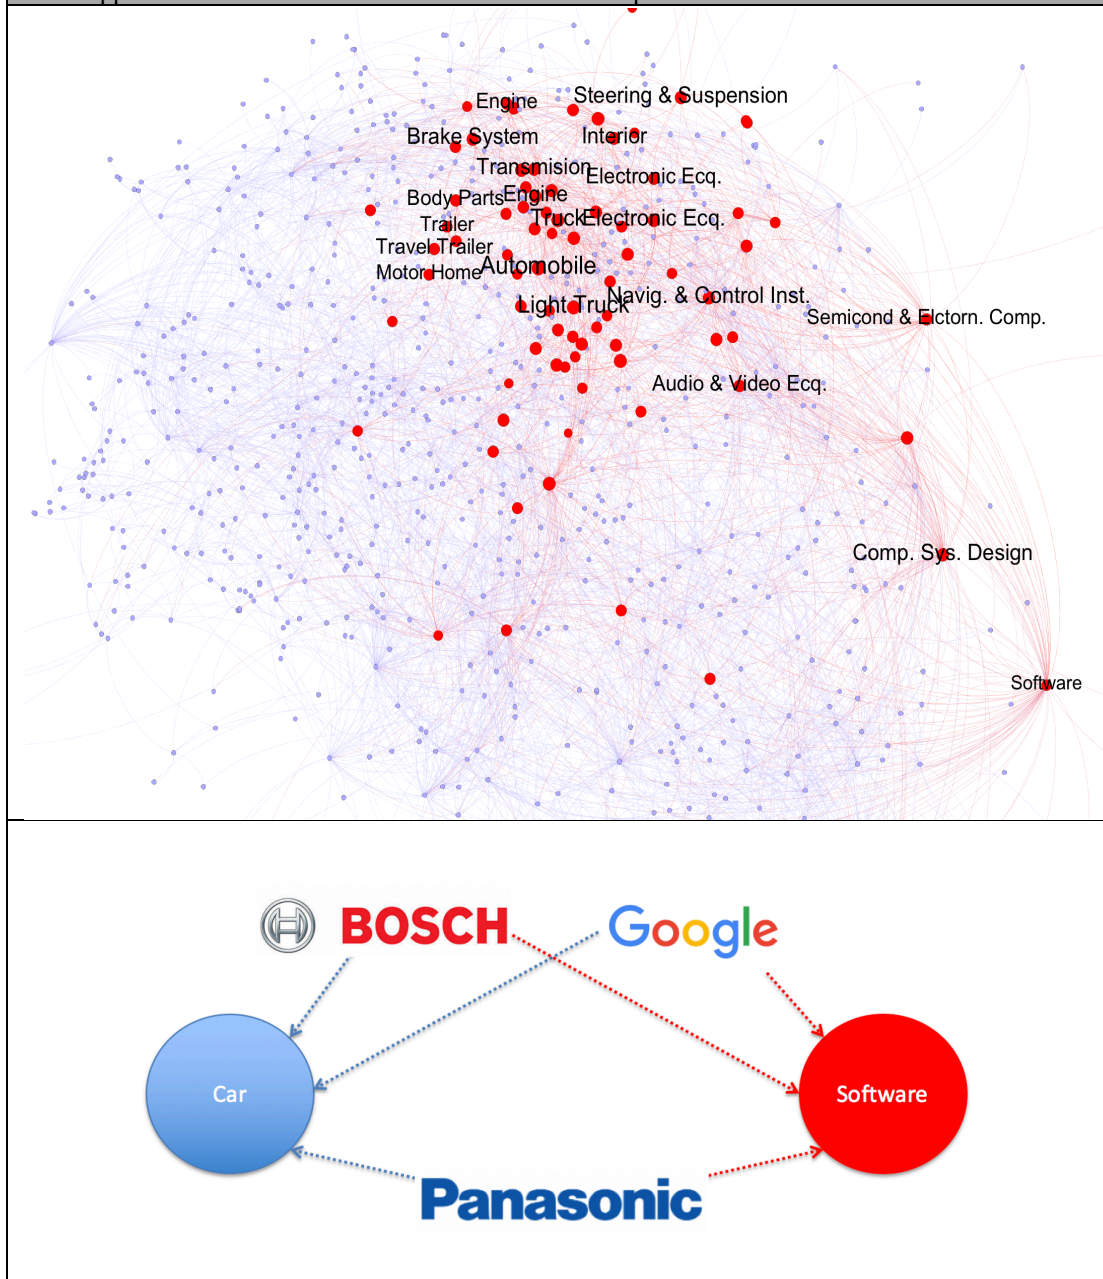 Engine
Steering & Suspension
Brake System
Interior
Transmision
Electronic Ecq.
Body Parts
Engine
Trailer
Truck
Electronic Ecq.
Travel Trailer
Automobile
Motor Home
Light Truck
Navig. & Control Inst.
Semicond & Elctorn. Comp.
Audio & Video Ecq.
Comp. Sys. Design
Software
BOSCH
Google
Car
Software
Panasonic